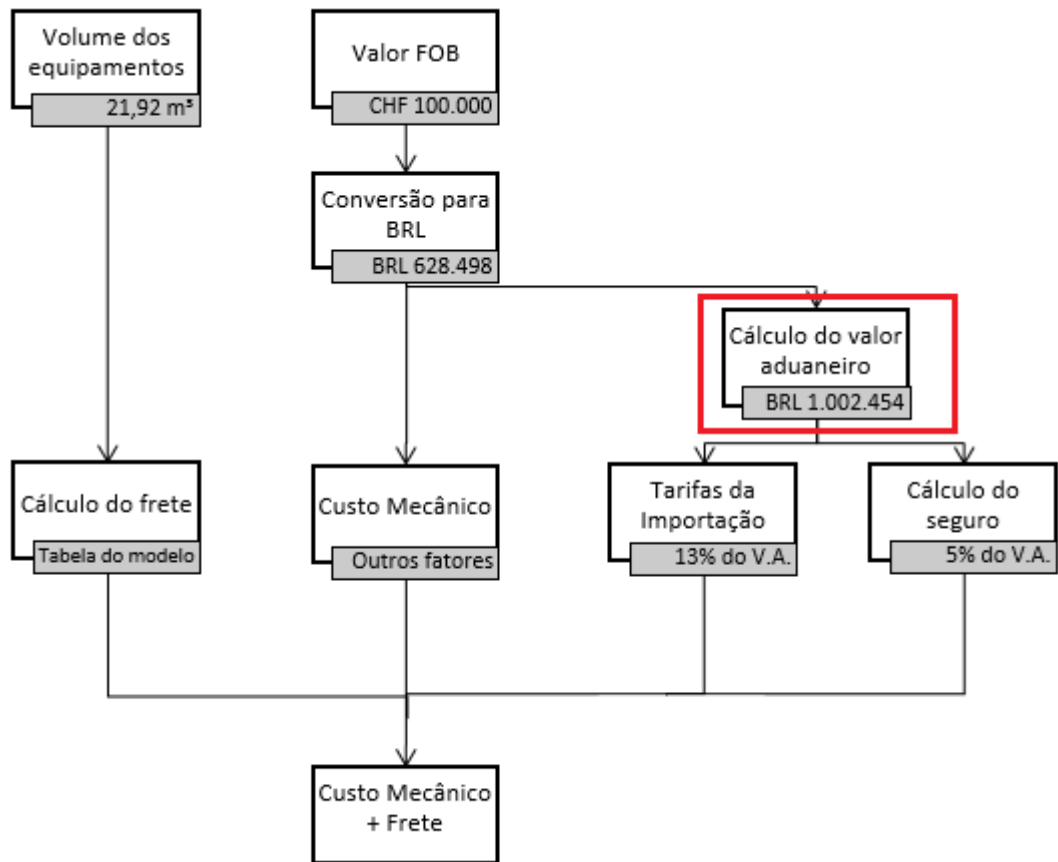 Volume dos
equipamentos
21,92 m³
Valor FOB
CHF 100.000
Conversão para
BRL
BRL 628.498
Cálculo do valor
aduaneiro
BRL 1.002.454
Cálculo do frete
Tabela do modelo
Custo Mecânico
Outros fatores
Tarifas da
Importação
13% do V.A.
Cálculo do
seguro
5% do V.A.
Custo Mecânico
+ Frete